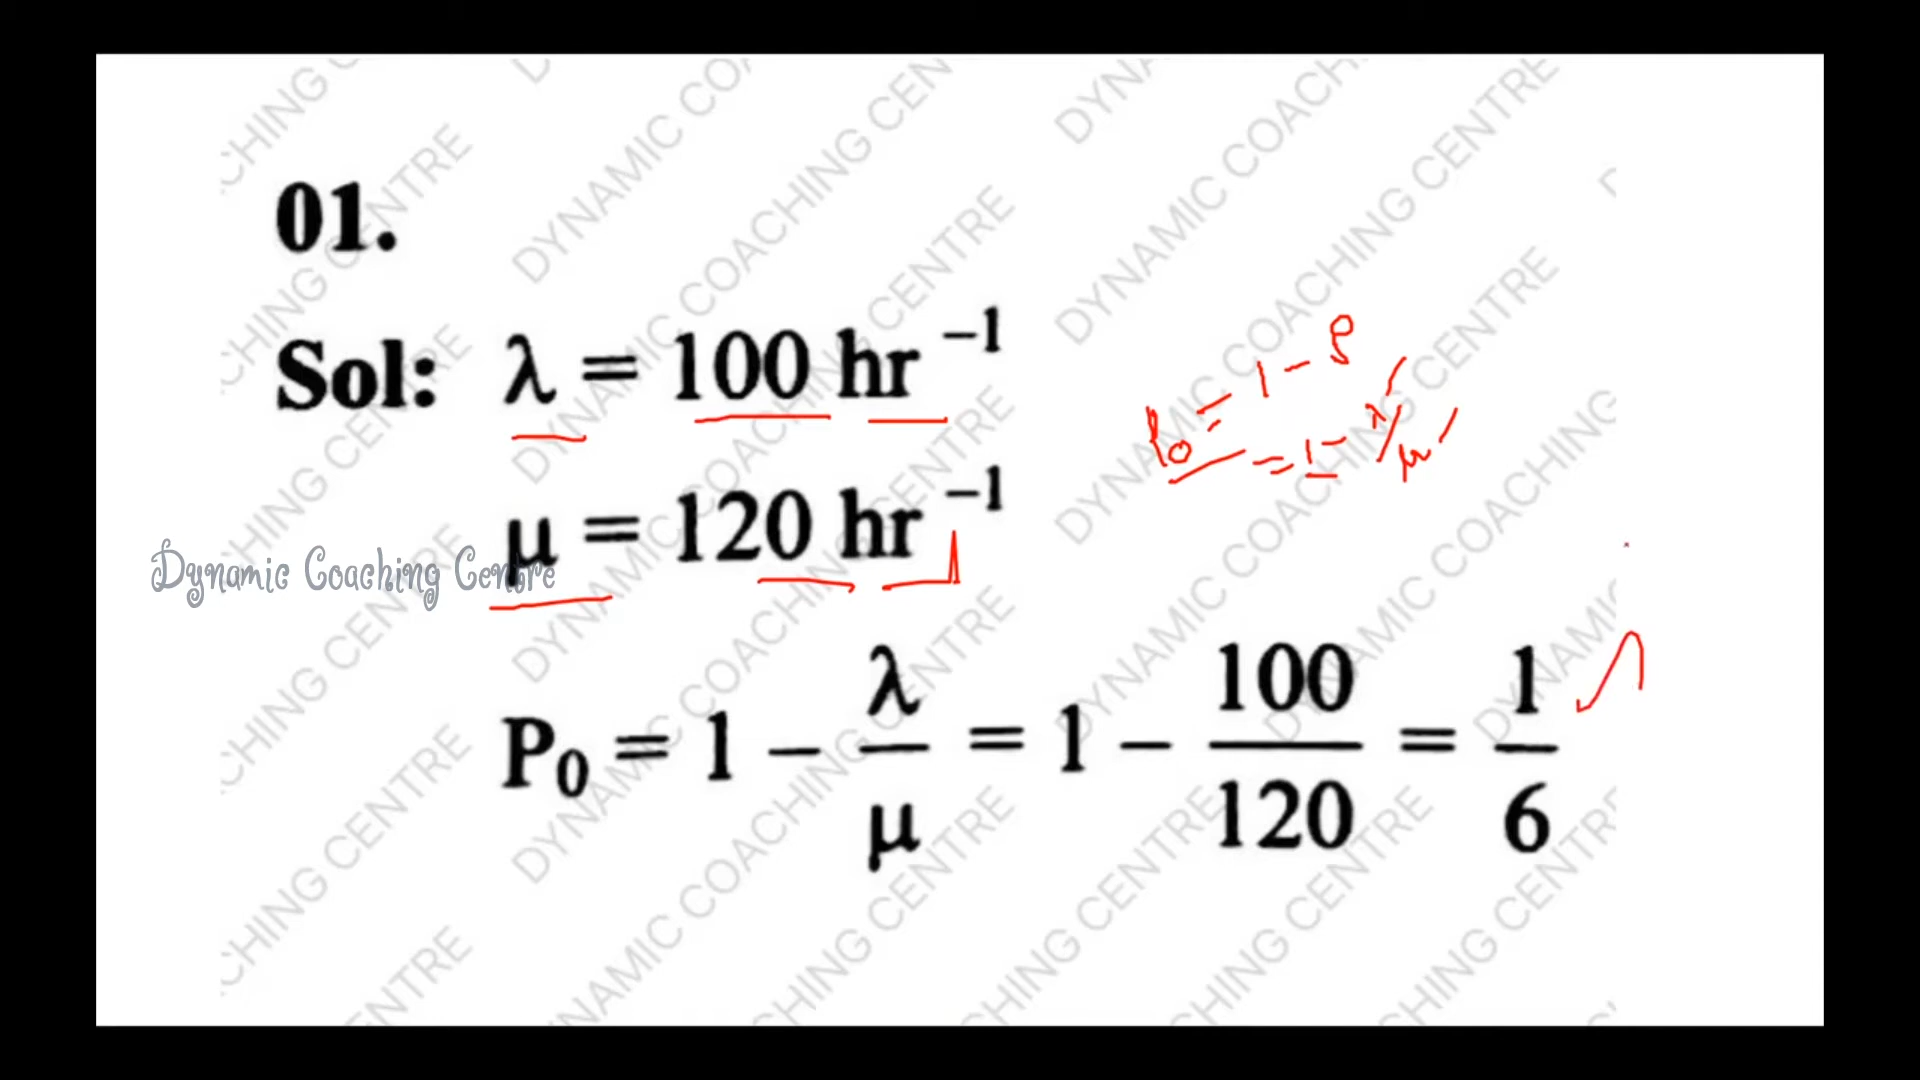 01.
Sol: λ = 100 hr⁻¹
P₀ = 1 - ρ
= 1 - λ/μ
μ = 120 hr⁻¹
Dynamic Coaching Centre
P₀ = 1 − λ/μ = 1 − 100/120 = 1/6
DYNAMIC COACHING CENTRE